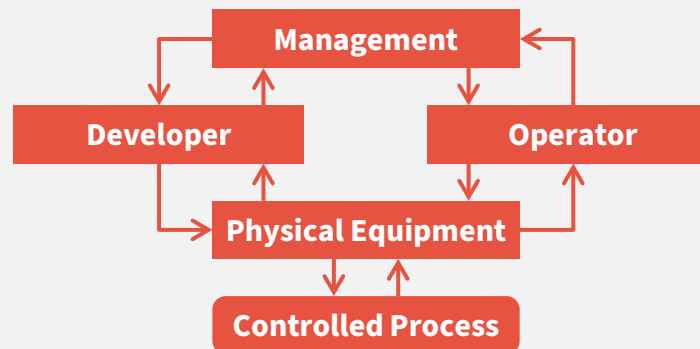 Management
Developer
Operator
Physical Equipment
Controlled Process